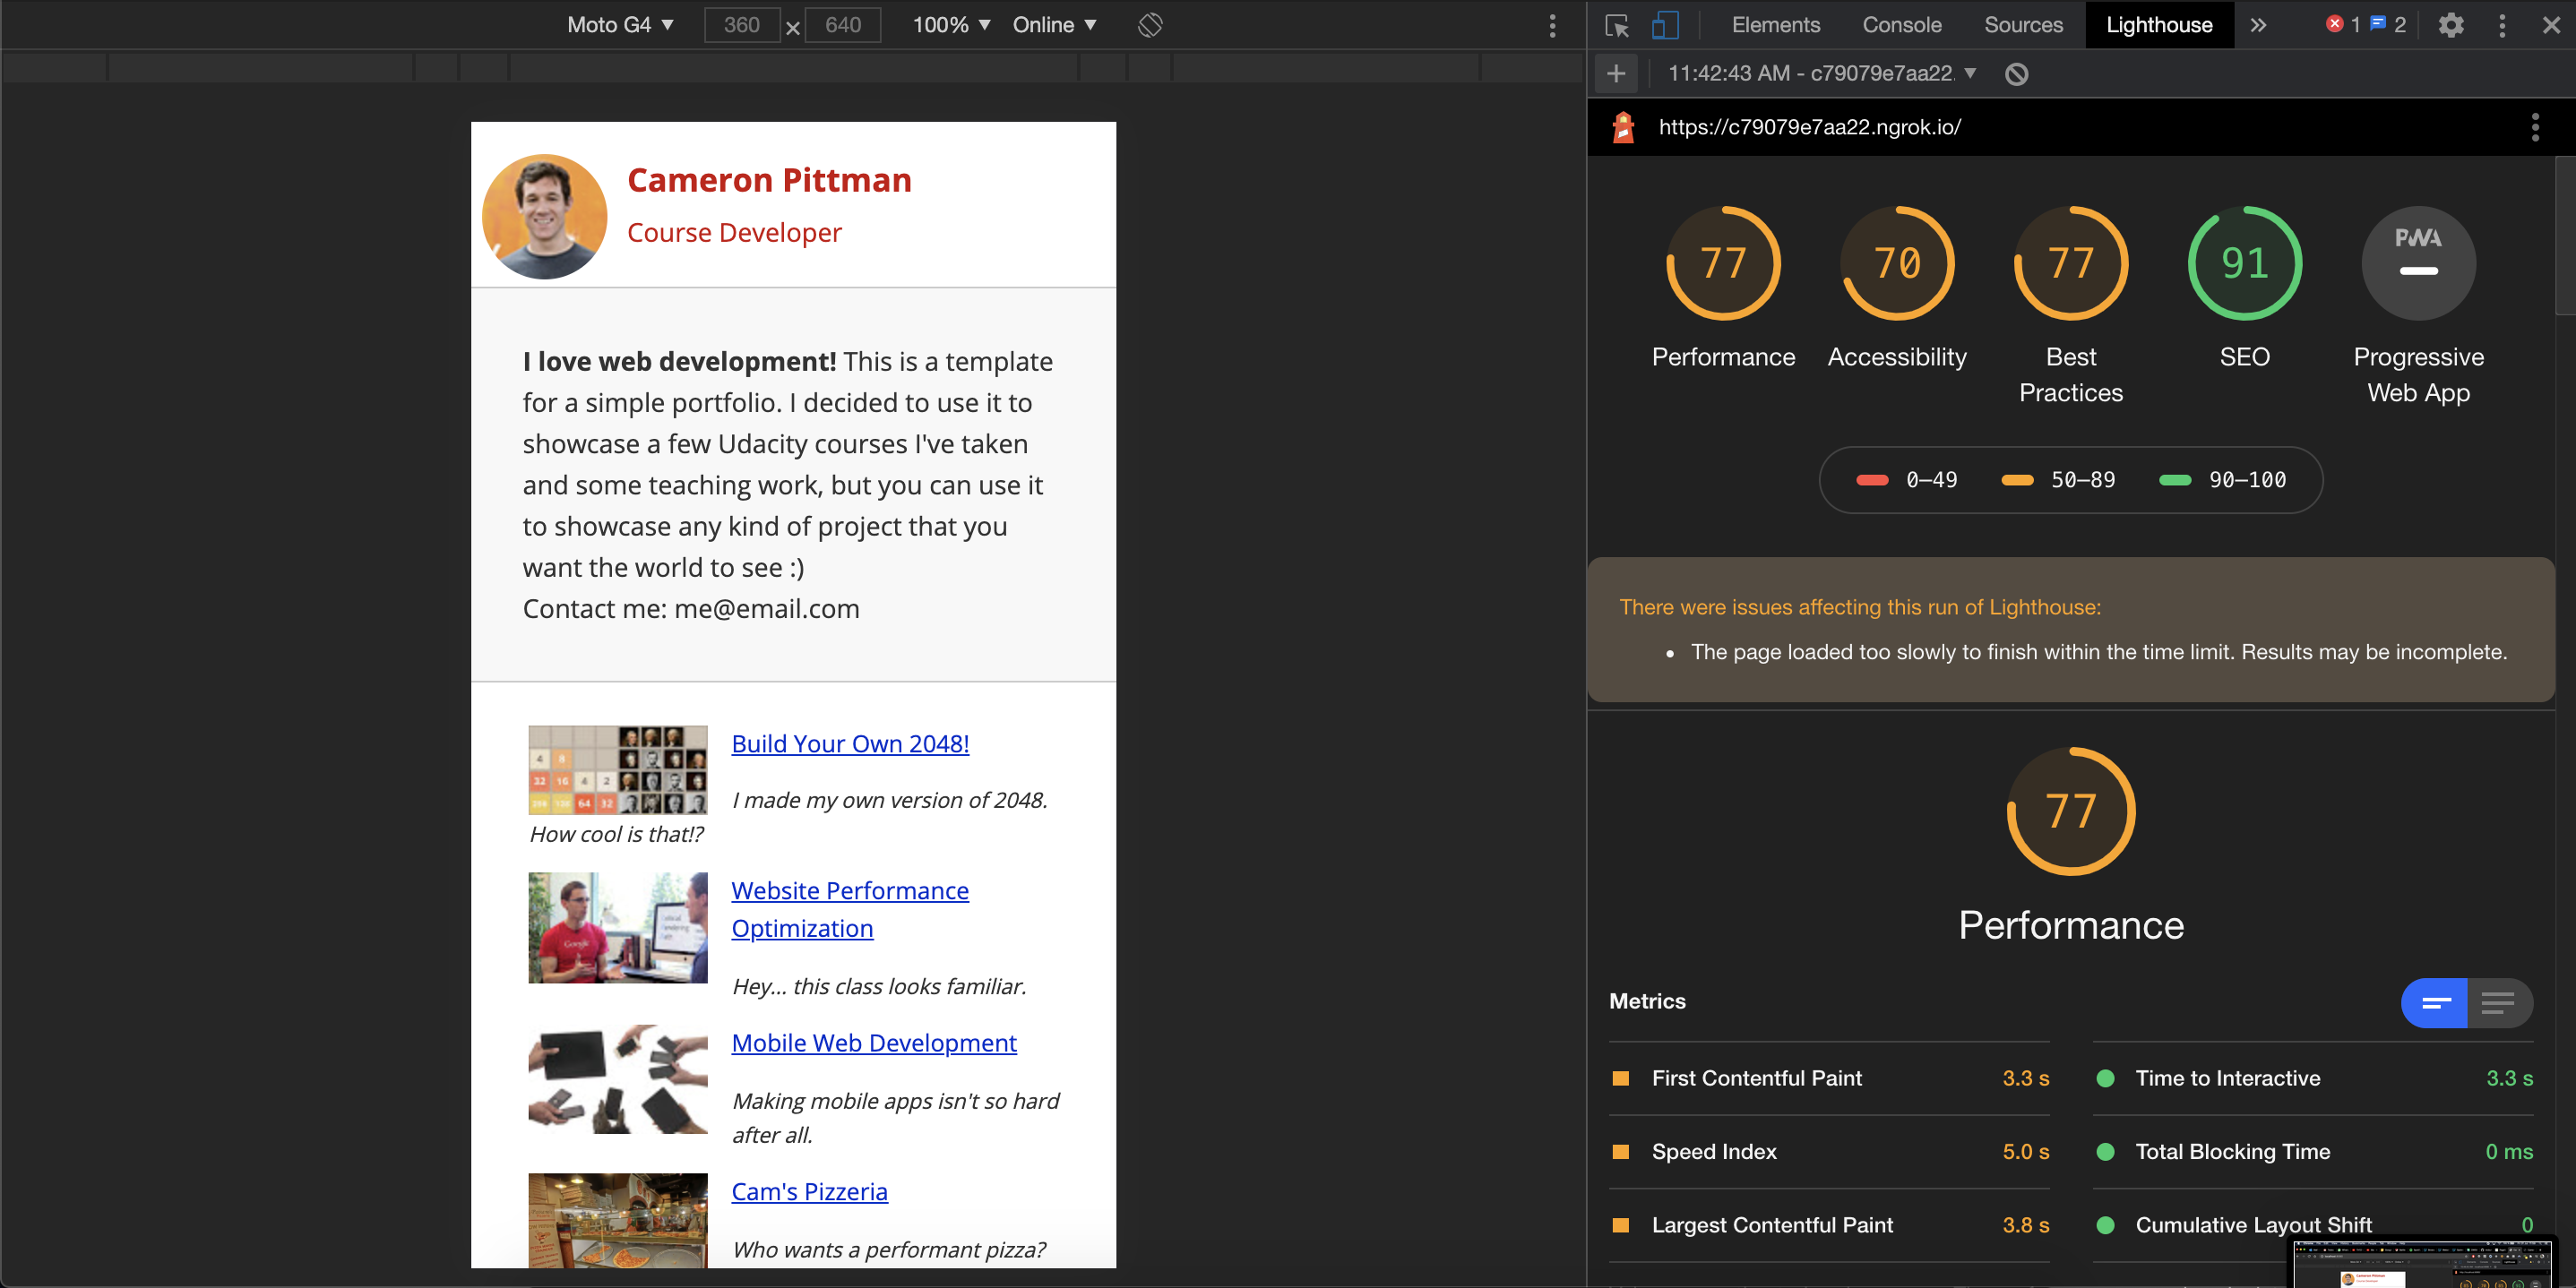 Moto G4 ▼ 360 × 640 100% ▼ Online ▼
Elements Console Sources Lighthouse » 1 2
11:42:43 AM - c79079e7aa22. ▼
https://c79079e7aa22.ngrok.io/
Cameron Pittman
Course Developer
I love web development! This is a template
for a simple portfolio. I decided to use it to
showcase a few Udacity courses I've taken
and some teaching work, but you can use it
to showcase any kind of project that you
want the world to see :)
Contact me: me@email.com
Build Your Own 2048!
I made my own version of 2048.
How cool is that!?
Website Performance
Optimization
Hey... this class looks familiar.
Mobile Web Development
Making mobile apps isn't so hard
after all.
Cam's Pizzeria
Who wants a performant pizza?
77 70 77 91 PWA
Performance Accessibility Best Practices SEO Progressive Web App
0–49 50–89 90–100
There were issues affecting this run of Lighthouse:
• The page loaded too slowly to finish within the time limit. Results may be incomplete.
77
Performance
Metrics
First Contentful Paint 3.3 s
Time to Interactive 3.3 s
Speed Index 5.0 s
Total Blocking Time 0 ms
Largest Contentful Paint 3.8 s
Cumulative Layout Shift 0